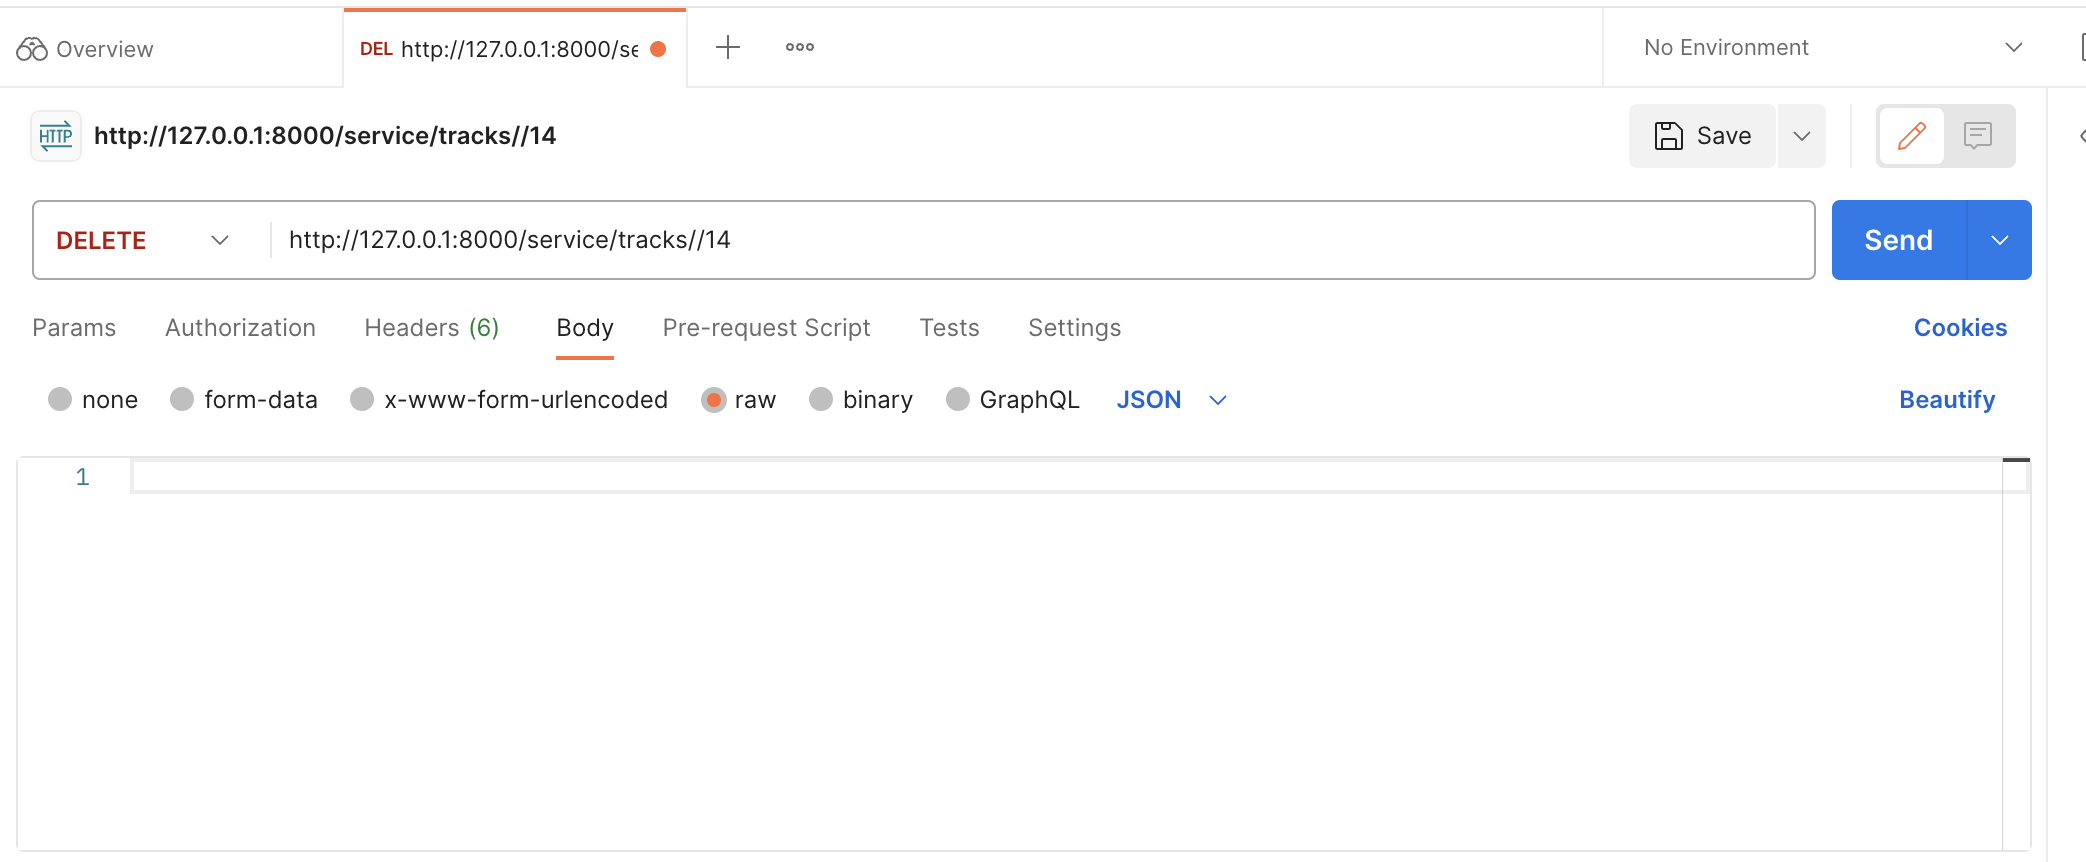 Overview
DEL http://127.0.0.1:8000/se
No Environment
HTTP http://127.0.0.1:8000/service/tracks//14
Save
DELETE http://127.0.0.1:8000/service/tracks//14
Send
Params Authorization Headers (6) Body Pre-request Script Tests Settings Cookies
none form-data x-www-form-urlencoded raw binary GraphQL JSON Beautify
1